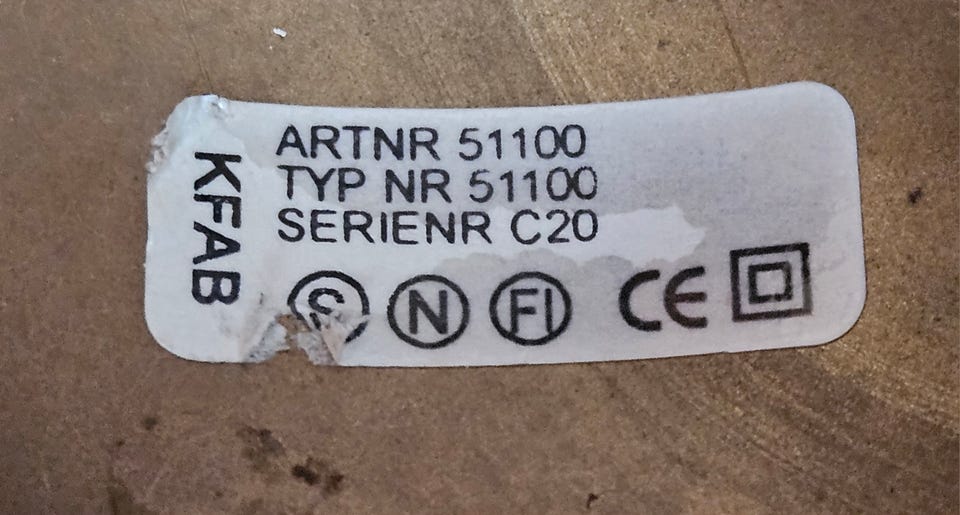 KFAB
ARTNR 51100
TYP NR 51100
SERIENR C20
S N FI CE